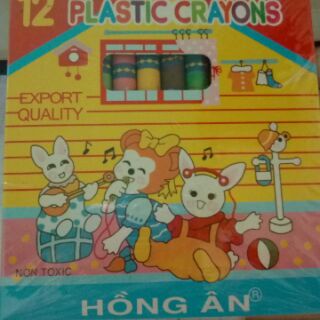 12 PLASTIC CRAYONS
EXPORT
QUALITY
NON TOXIC
HỒNG ÂN®